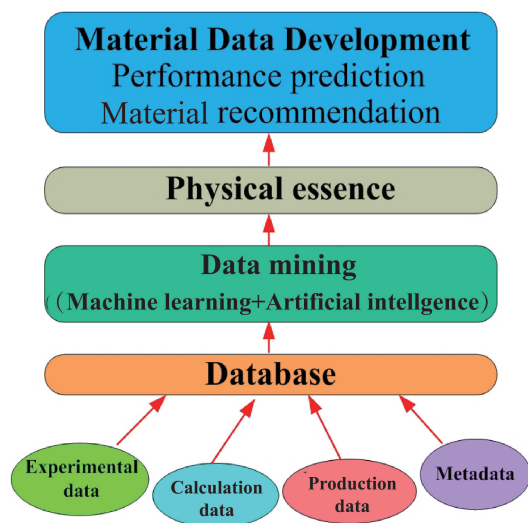 Material Data Development
Performance prediction
Material recommendation
Physical essence
Data mining
（Machine learning+Artificial intellgence）
Database
Experimental
data
Calculation
data
Production
data
Metadata